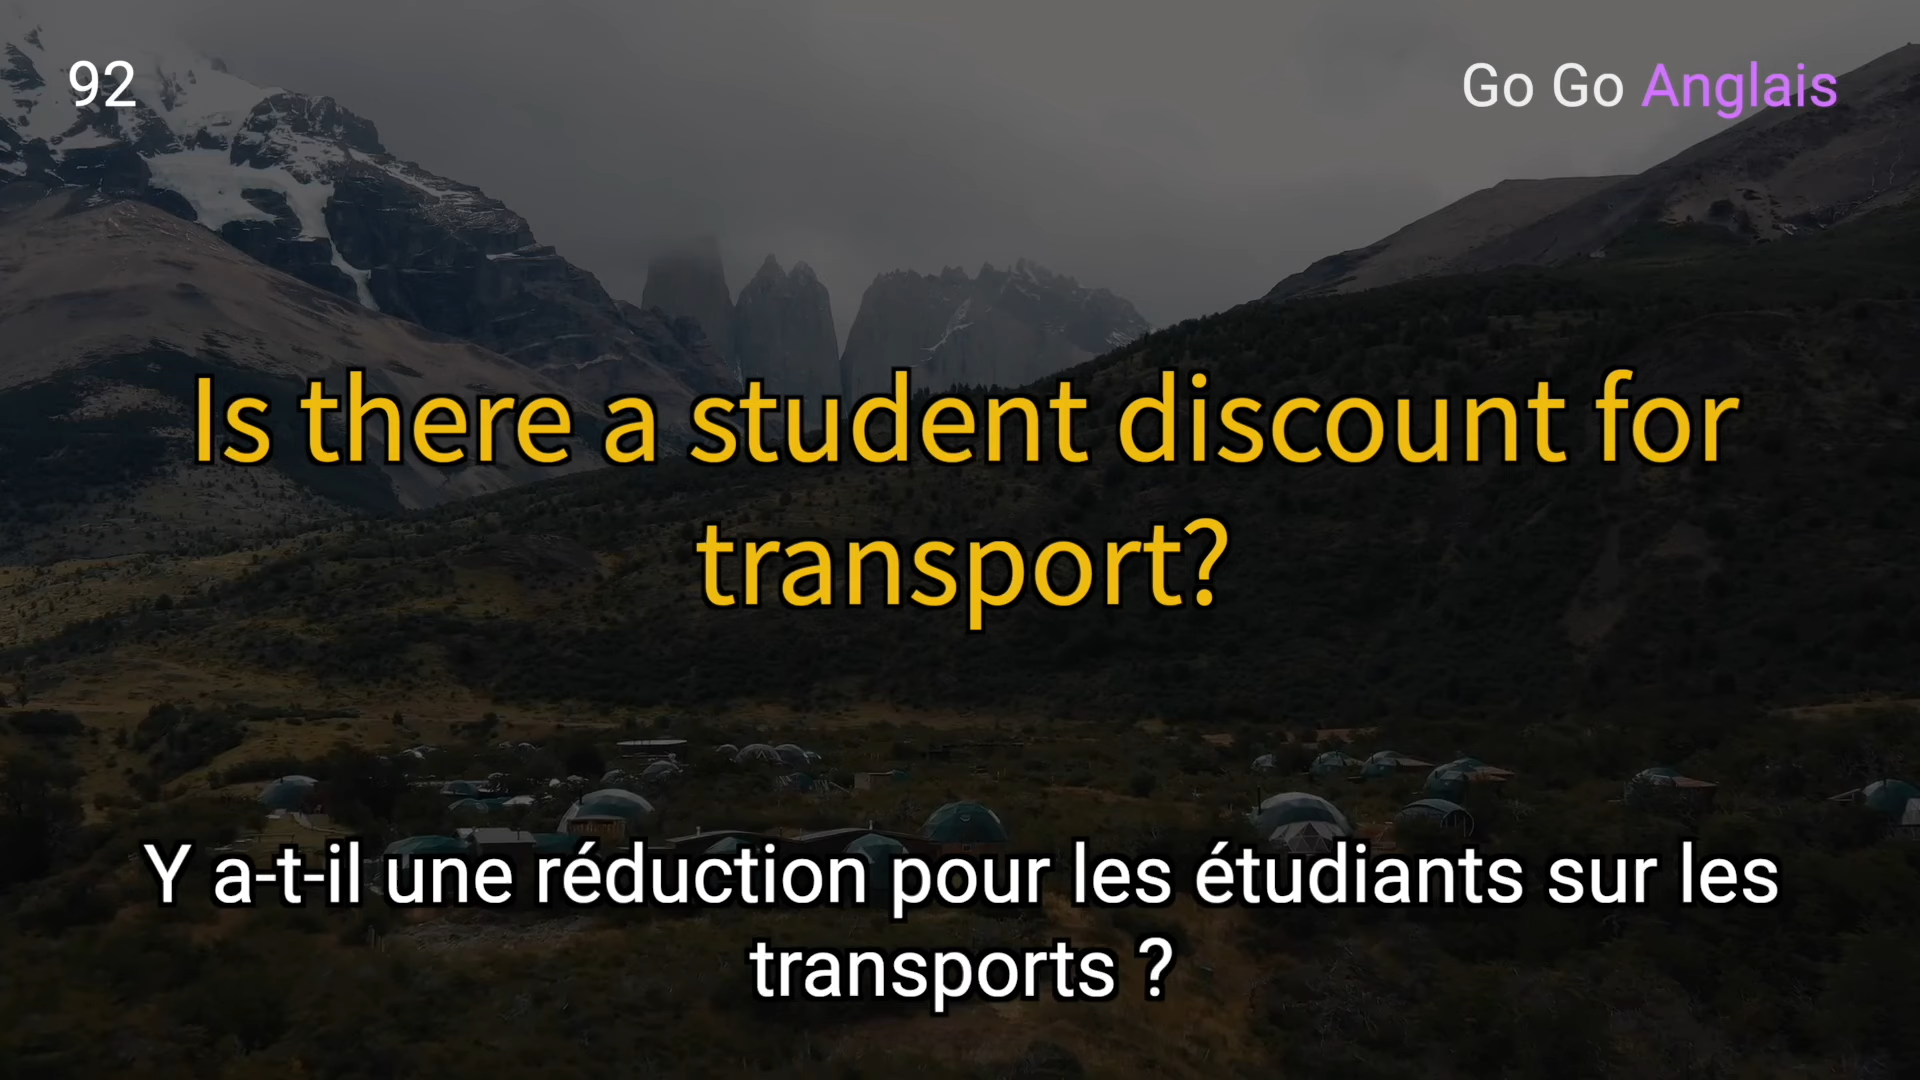 92
Go Go Anglais
Is there a student discount for
transport?
Y a-t-il une réduction pour les étudiants sur les
transports ?